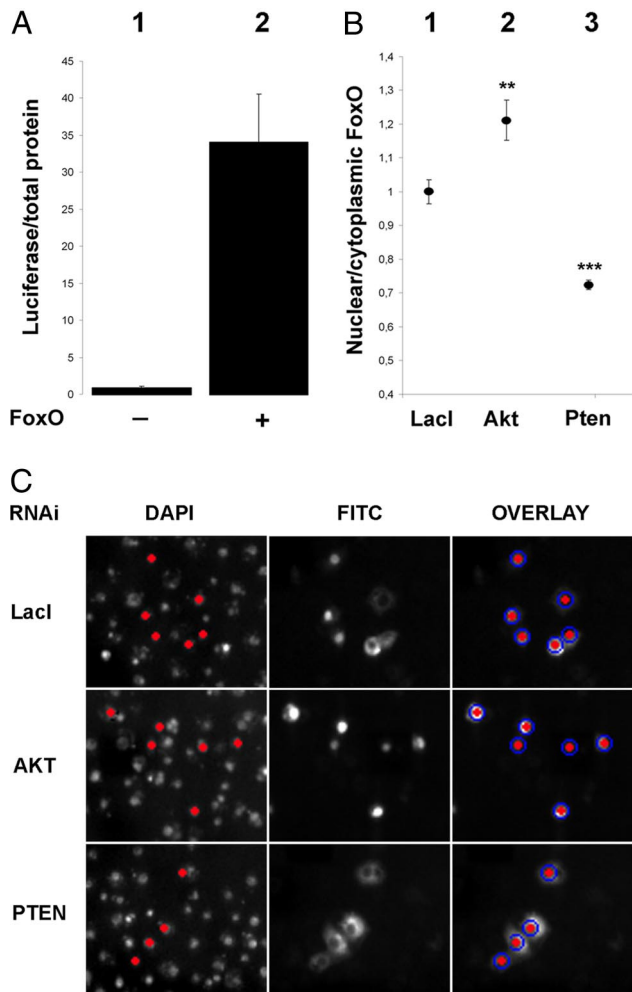 A
1 2
Luciferase/total protein
45
40
35
30
25
20
15
10
5
0
FoxO – +
B
1 2 3
Nuclear/cytoplasmic FoxO
1,4
1,3
1,2
1,1
1
0,9
0,8
0,7
0,6
0,5
0,4
**
***
LacI Akt Pten
C
RNAi DAPI FITC OVERLAY
LacI
AKT
PTEN